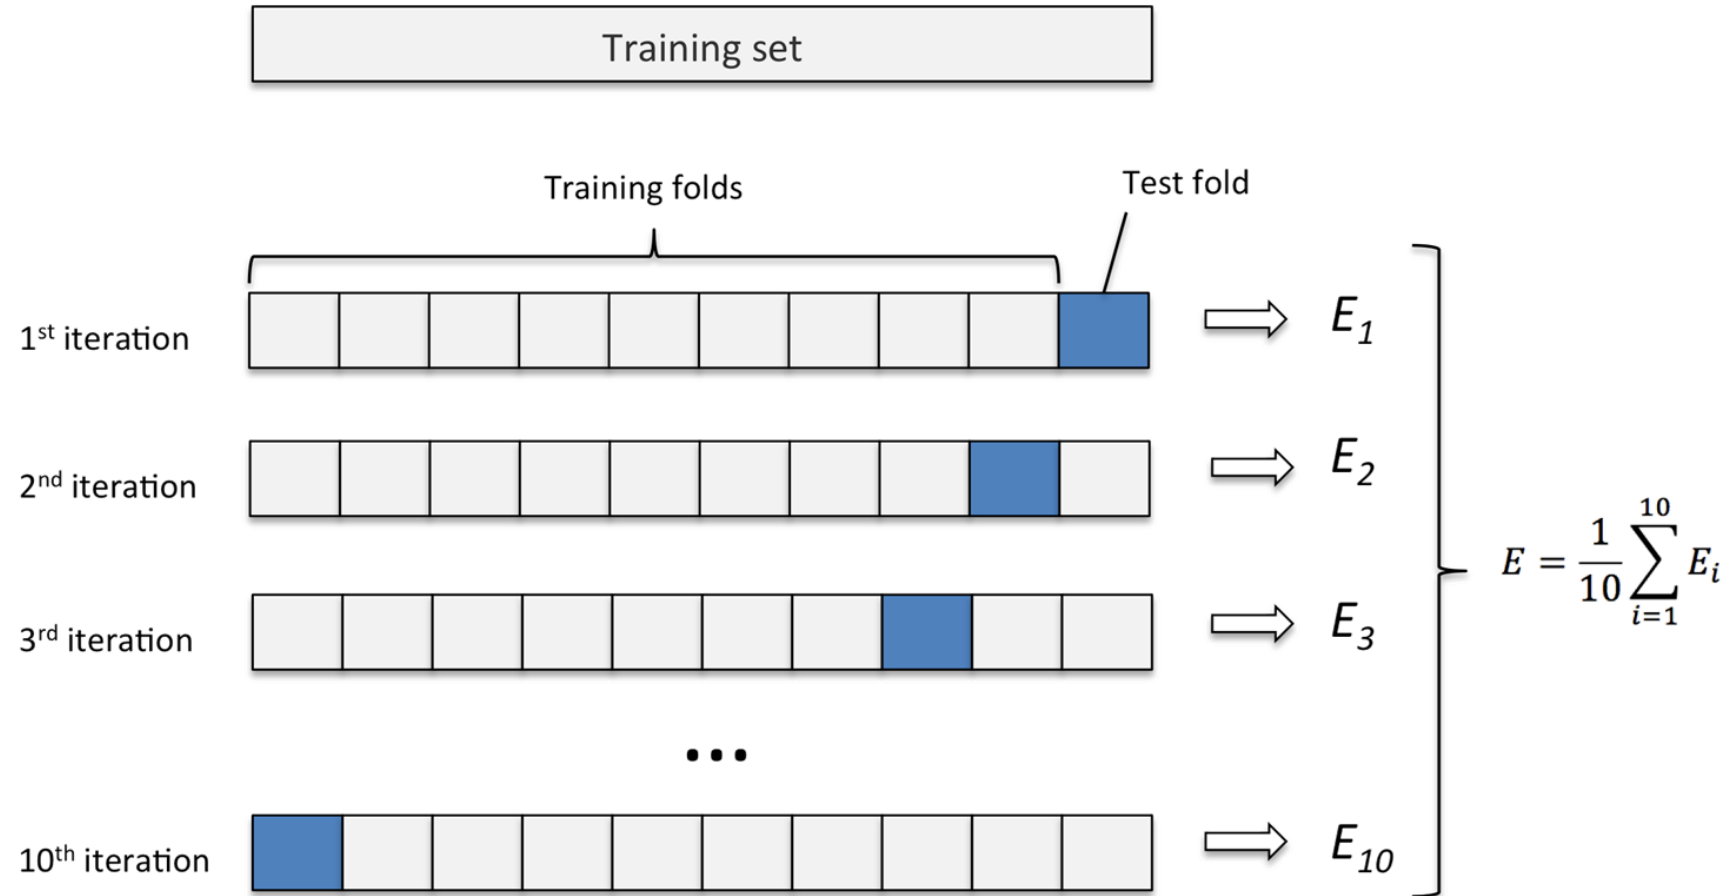 Training set
Training folds
Test fold
1st iteration
E1
2nd iteration
E2
3rd iteration
E3
...
10th iteration
E10
E = 1/10 10∑i=1 Ei